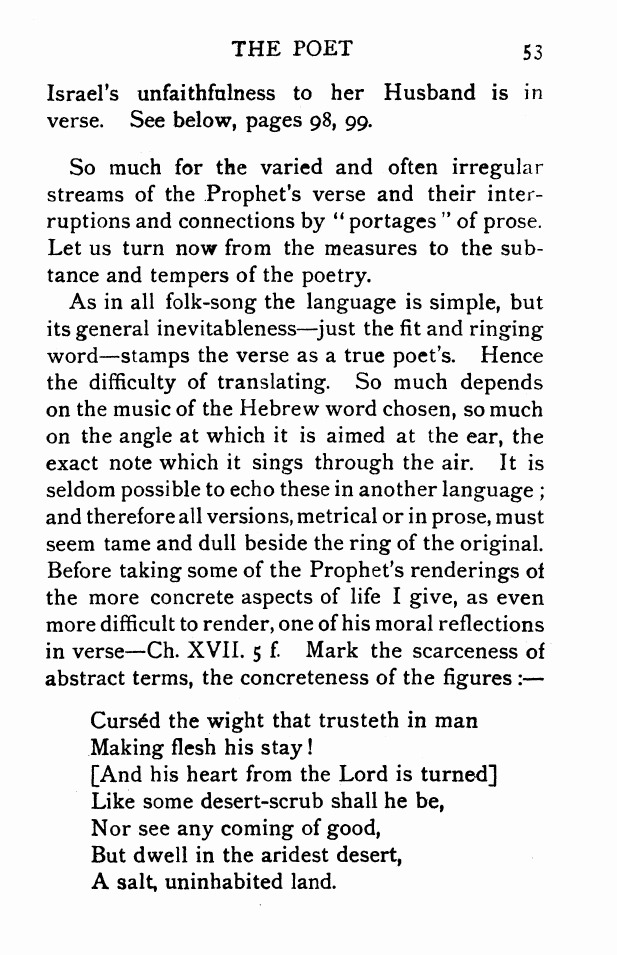 THE POET 53
Israel's unfaithfulness to her Husband is in
verse. See below, pages 98, 99.
So much for the varied and often irregular
streams of the Prophet's verse and their inter-
ruptions and connections by " portages " of prose.
Let us turn now from the measures to the sub-
tance and tempers of the poetry.
As in all folk-song the language is simple, but
its general inevitableness—just the fit and ringing
word—stamps the verse as a true poet's. Hence
the difficulty of translating. So much depends
on the music of the Hebrew word chosen, so much
on the angle at which it is aimed at the ear, the
exact note which it sings through the air. It is
seldom possible to echo these in another language ;
and therefore all versions, metrical or in prose, must
seem tame and dull beside the ring of the original.
Before taking some of the Prophet's renderings of
the more concrete aspects of life I give, as even
more difficult to render, one of his moral reflections
in verse—Ch. XVII. 5 f. Mark the scarceness of
abstract terms, the concreteness of the figures :—
Curséd the wight that trusteth in man
Making flesh his stay !
[And his heart from the Lord is turned]
Like some desert-scrub shall he be,
Nor see any coming of good,
But dwell in the aridest desert,
A salt, uninhabited land.